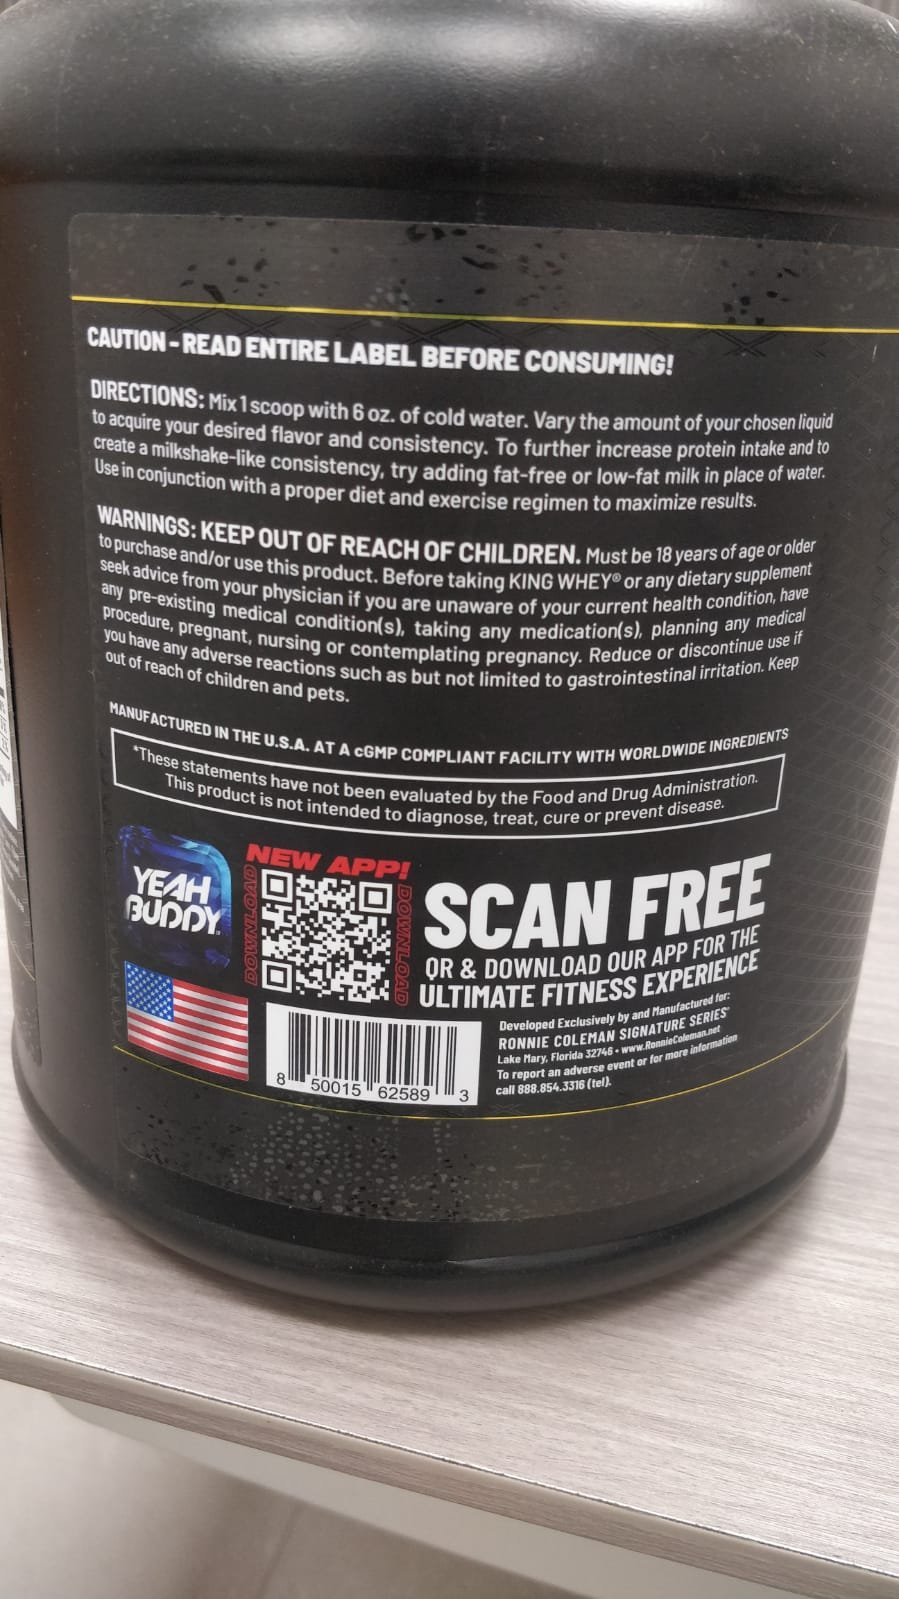 CAUTION - READ ENTIRE LABEL BEFORE CONSUMING!
DIRECTIONS: Mix 1 scoop with 6 oz. of cold water. Vary the amount of your chosen liquid
to acquire your desired flavor and consistency. To further increase protein intake and to
create a milkshake-like consistency, try adding fat-free or low-fat milk in place of water.
Use in conjunction with a proper diet and exercise regimen to maximize results.
WARNINGS: KEEP OUT OF REACH OF CHILDREN. Must be 18 years of age or older
to purchase and/or use this product. Before taking KING WHEY® or any dietary supplement
seek advice from your physician if you are unaware of your current health condition, have
any pre-existing medical condition(s), taking any medication(s), planning any medical
procedure, pregnant, nursing or contemplating pregnancy. Reduce or discontinue use if
you have any adverse reactions such as but not limited to gastrointestinal irritation. Keep
out of reach of children and pets.
MANUFACTURED IN THE U.S.A. AT A cGMP COMPLIANT FACILITY WITH WORLDWIDE INGREDIENTS
*These statements have not been evaluated by the Food and Drug Administration.
This product is not intended to diagnose, treat, cure or prevent disease.
YEAH
BUDDY
NEW APP!
DOWNLOAD
DOWNLOAD
SCAN FREE
QR & DOWNLOAD OUR APP FOR THE
ULTIMATE FITNESS EXPERIENCE
8 50015 62589 3
Developed Exclusively by and Manufactured for:
RONNIE COLEMAN SIGNATURE SERIES
Lake Mary, Florida 32746 • www.RonnieColeman.net
To report an adverse event or for more information
call 888.854.3316 (tel).